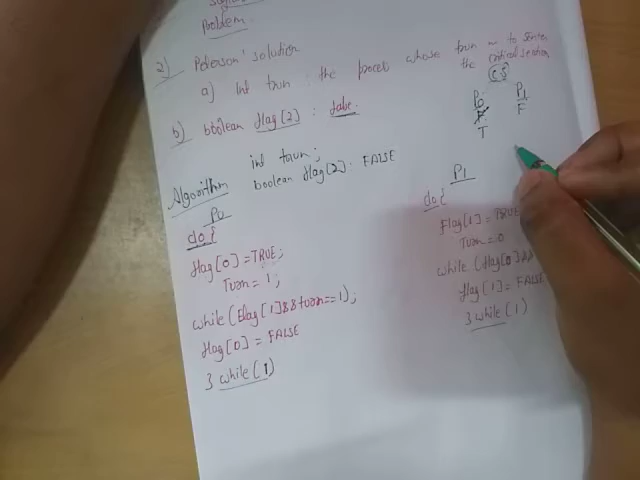 Problem.
2) Peterson' solution
a) Int turn : the process whose turn is to enter the critical section
(C.S)
b) boolean flag[2] : false.
P0 P1
F F
T
Algorithm int turn;
boolean flag[2] : FALSE
P0
do {
flag[0] = TRUE;
Turn = 1;
while (Flag[1] && turn == 1);
flag[0] = FALSE
} while (1)
P1
do {
Flag[1] = TRUE
Turn = 0
while (flag[0] &&
flag[1] = FALSE
} while (1)